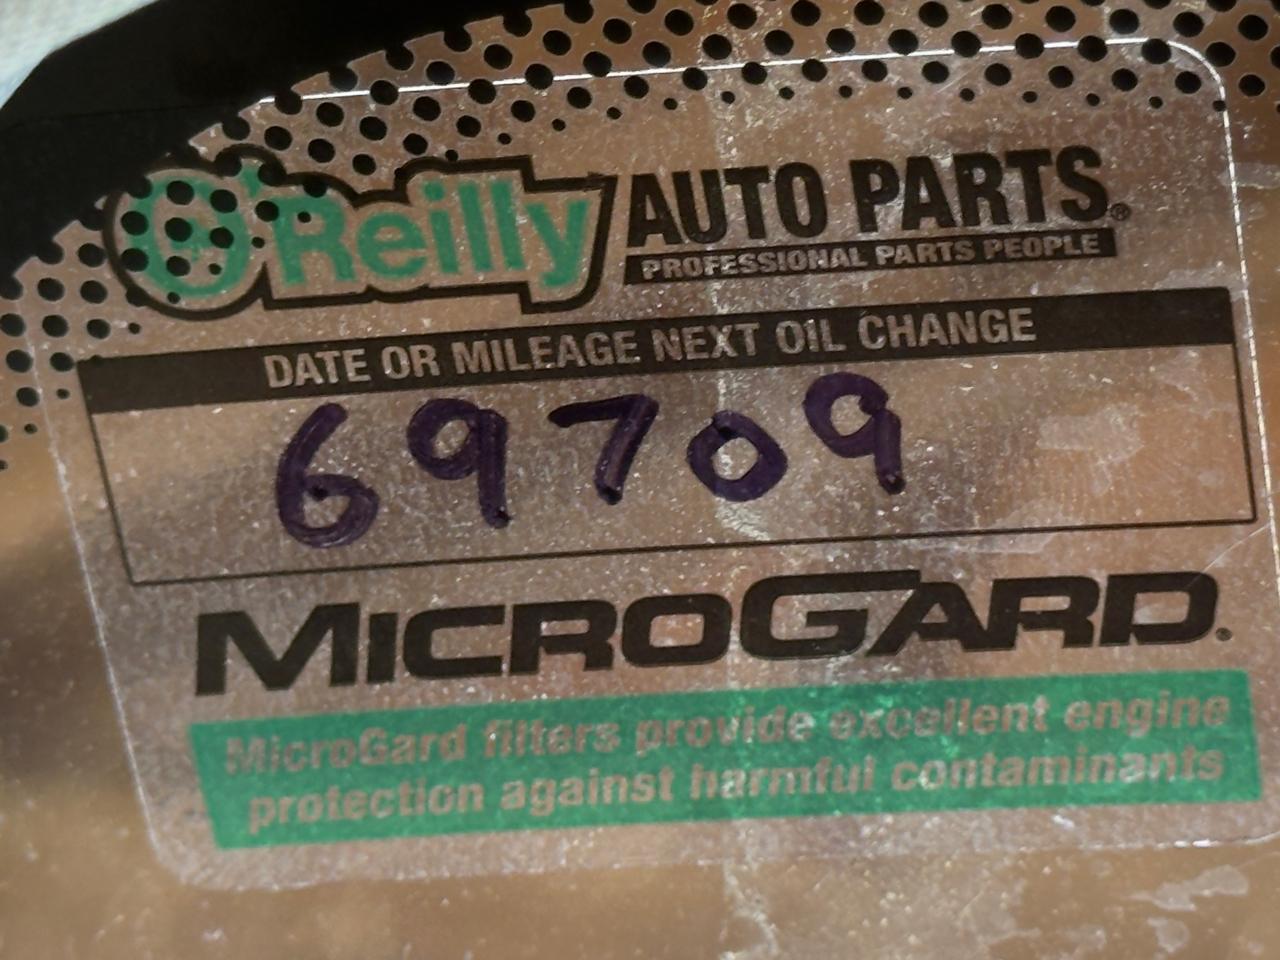 O'Reilly AUTO PARTS®
PROFESSIONAL PARTS PEOPLE
DATE OR MILEAGE NEXT OIL CHANGE
69709
MICROGARD®
MicroGard filters provide excellent engine
protection against harmful contaminants